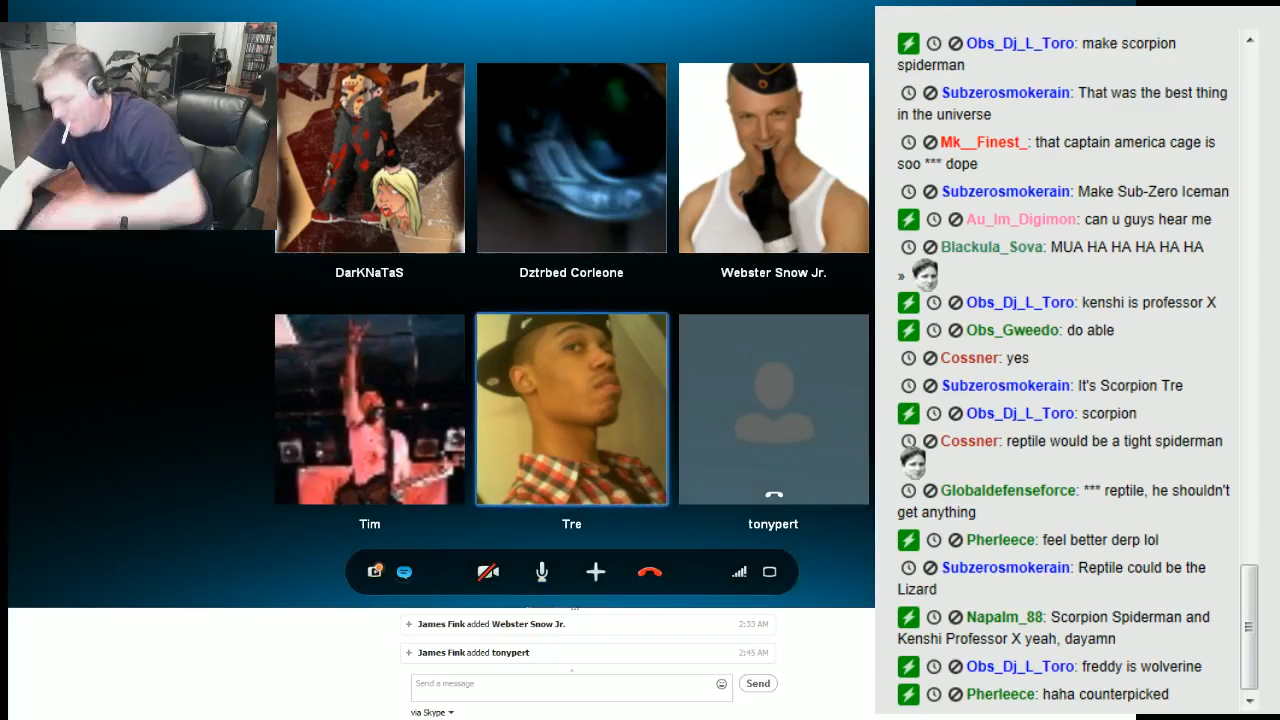 DarKNaTaS
Dztrbed Corleone
Webster Snow Jr.
Tim
Tre
tonypert
James Fink added Webster Snow Jr. 2:33 AM
James Fink added tonypert 2:45 AM
Send a message
Send
via Skype
Obs_Dj_L_Toro: make scorpion
spiderman
Subzerosmokerain: That was the best thing
in the universe
Mk__Finest_: that captain america cage is
soo *** dope
Subzerosmokerain: Make Sub-Zero Iceman
Au_Im_Digimon: can u guys hear me
Blackula_Sova: MUA HA HA HA HA HA
»
Obs_Dj_L_Toro: kenshi is professor X
Obs_Gweedo: do able
Cossner: yes
Subzerosmokerain: It's Scorpion Tre
Obs_Dj_L_Toro: scorpion
Cossner: reptile would be a tight spiderman
Globaldefenseforce: *** reptile, he shouldn't
get anything
Pherleece: feel better derp lol
Subzerosmokerain: Reptile could be the
Lizard
Napalm_88: Scorpion Spiderman and
Kenshi Professor X yeah, dayamn
Obs_Dj_L_Toro: freddy is wolverine
Pherleece: haha counterpicked